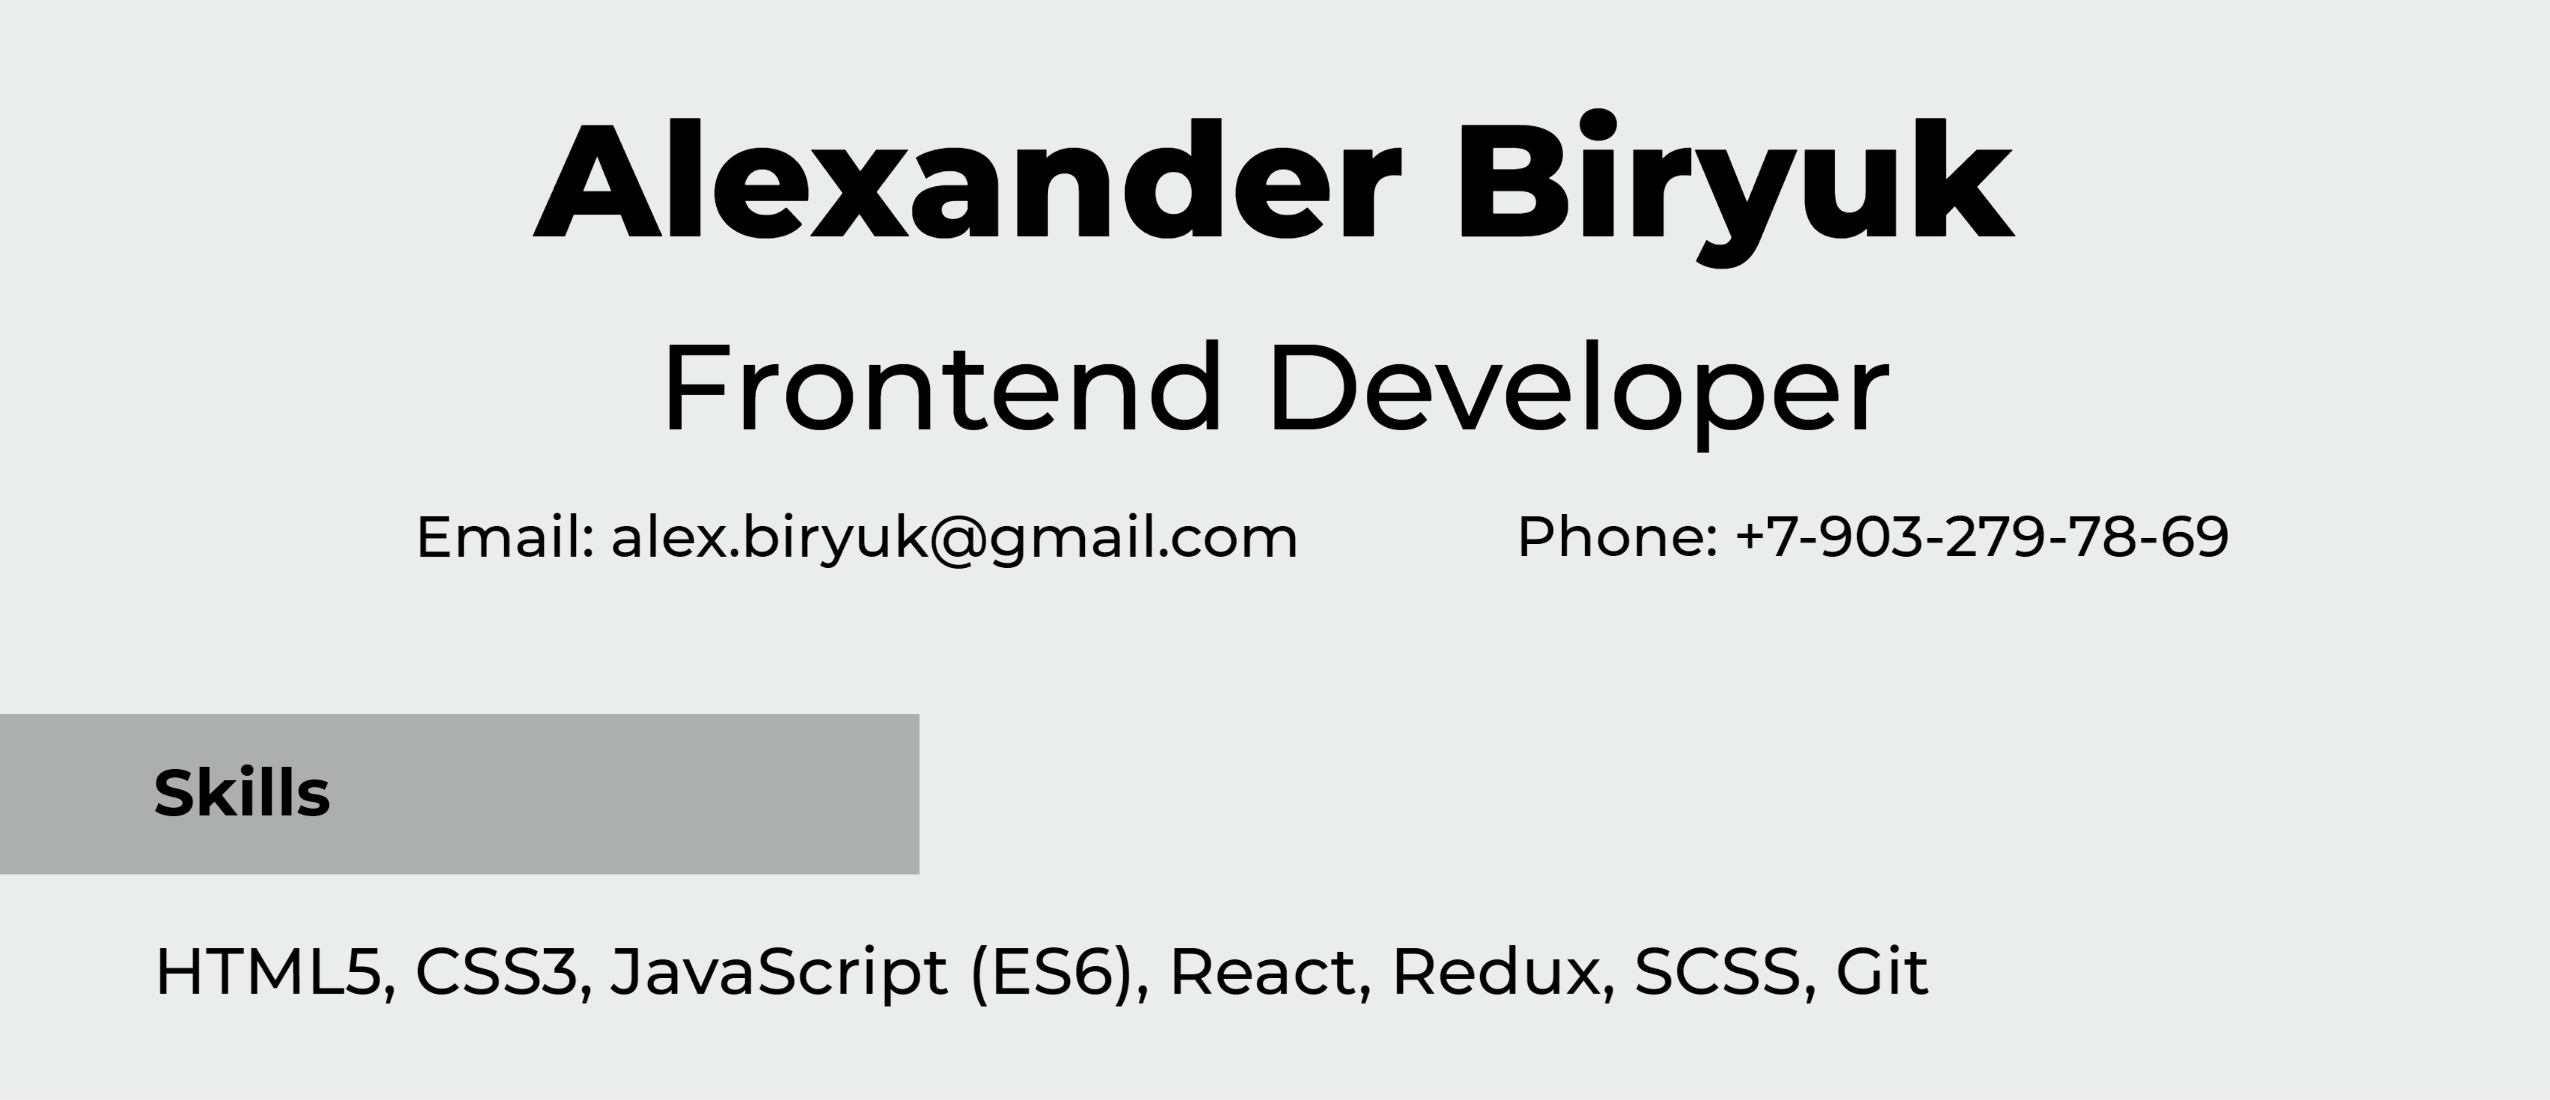 Alexander Biryuk
Frontend Developer
Email: alex.biryuk@gmail.com Phone: +7-903-279-78-69
Skills
HTML5, CSS3, JavaScript (ES6), React, Redux, SCSS, Git